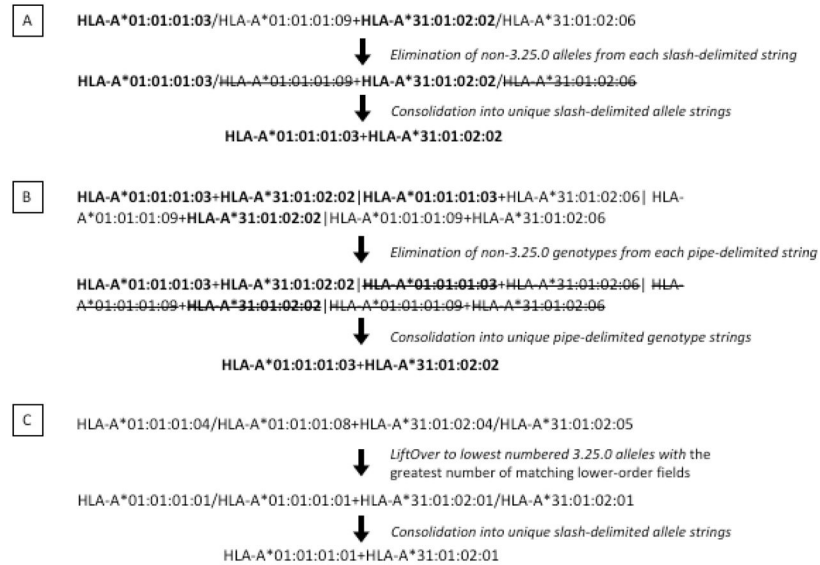 A
HLA-A*01:01:01:03/HLA-A*01:01:01:09+HLA-A*31:01:02:02/HLA-A*31:01:02:06
Elimination of non-3.25.0 alleles from each slash-delimited string
HLA-A*01:01:01:03/HLA-A*01:01:01:09+HLA-A*31:01:02:02/HLA-A*31:01:02:06
Consolidation into unique slash-delimited allele strings
HLA-A*01:01:01:03+HLA-A*31:01:02:02
B
HLA-A*01:01:01:03+HLA-A*31:01:02:02|HLA-A*01:01:01:03+HLA-A*31:01:02:06| HLA-
A*01:01:01:09+HLA-A*31:01:02:02|HLA-A*01:01:01:09+HLA-A*31:01:02:06
Elimination of non-3.25.0 genotypes from each pipe-delimited string
HLA-A*01:01:01:03+HLA-A*31:01:02:02|HLA-A*01:01:01:03+HLA-A*31:01:02:06| HLA-
A*01:01:01:09+HLA-A*31:01:02:02|HLA-A*01:01:01:09+HLA-A*31:01:02:06
Consolidation into unique pipe-delimited genotype strings
HLA-A*01:01:01:03+HLA-A*31:01:02:02
C
HLA-A*01:01:01:04/HLA-A*01:01:01:08+HLA-A*31:01:02:04/HLA-A*31:01:02:05
LiftOver to lowest numbered 3.25.0 alleles with the
greatest number of matching lower-order fields
HLA-A*01:01:01:01/HLA-A*01:01:01:01+HLA-A*31:01:02:01/HLA-A*31:01:02:01
Consolidation into unique slash-delimited allele strings
HLA-A*01:01:01:01+HLA-A*31:01:02:01